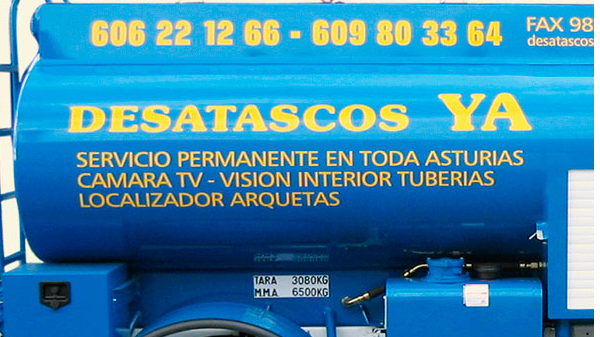 606 22 12 66 - 609 80 33 64
FAX 98
desatascos
DESATASCOS YA
SERVICIO PERMANENTE EN TODA ASTURIAS
CAMARA TV - VISION INTERIOR TUBERIAS
LOCALIZADOR ARQUETAS
TARA 3080KG
M.M.A. 6500KG